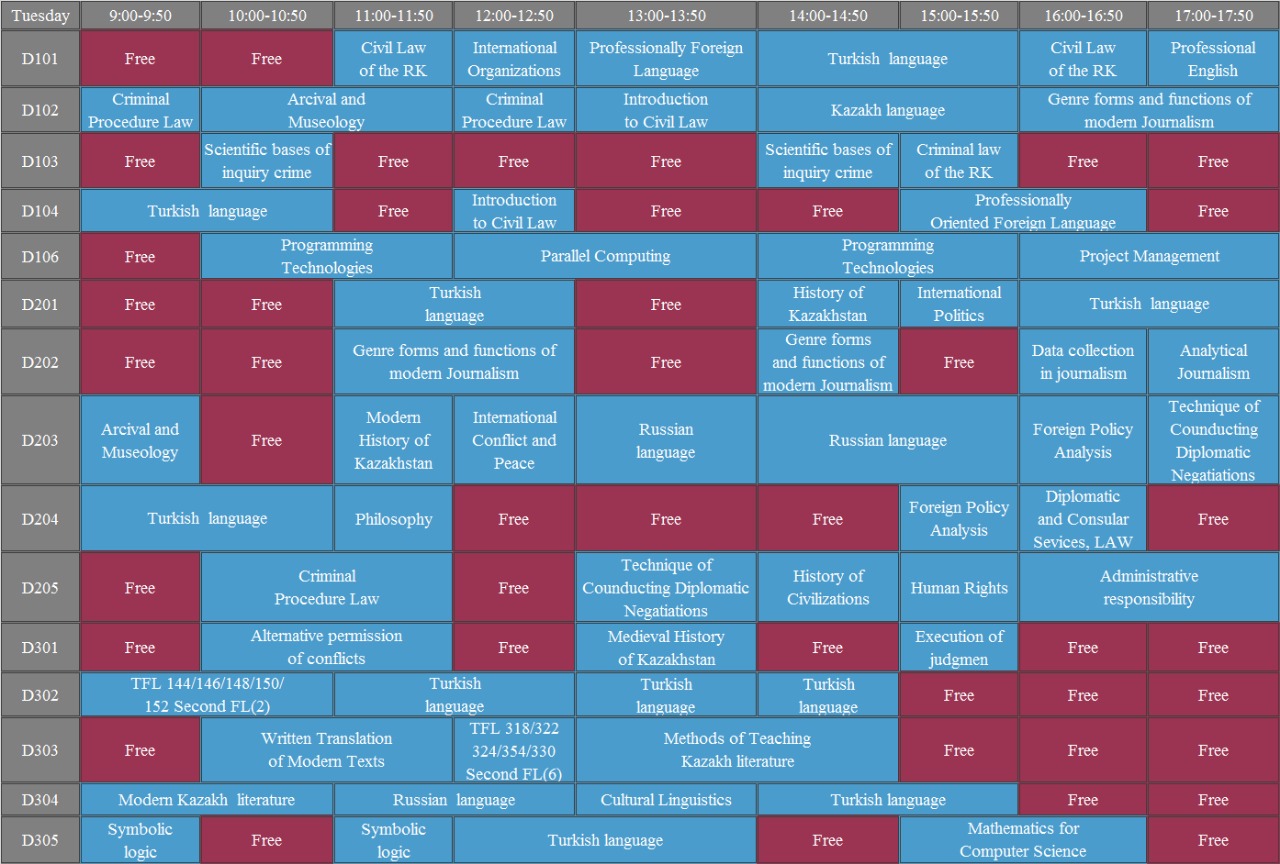 Tuesday 9:00-9:50 10:00-10:50 11:00-11:50 12:00-12:50 13:00-13:50 14:00-14:50 15:00-15:50 16:00-16:50 17:00-17:50
D101
Free
Free
Civil Law
of the RK
International
Organizations
Professionally Foreign
Language
Turkish language
Civil Law
of the RK
Professional
English
D102
Criminal
Procedure Law
Arcival and
Museology
Criminal
Procedure Law
Introduction
to Civil Law
Kazakh language
Genre forms and functions of
modern Journalism
D103
Free
Scientific bases of
inquiry crime
Free
Free
Free
Scientific bases of
inquiry crime
Criminal law
of the RK
Free
Free
D104
Turkish language
Free
Introduction
to Civil Law
Free
Free
Professionally
Oriented Foreign Language
Free
D106
Free
Programming
Technologies
Parallel Computing
Programming
Technologies
Project Management
D201
Free
Free
Turkish
language
Free
History of
Kazakhstan
International
Politics
Turkish language
D202
Free
Free
Genre forms and functions of
modern Journalism
Free
Genre forms
and functions of
modern Journalism
Free
Data collection
in journalism
Analytical
Journalism
D203
Arcival and
Museology
Free
Modern
History of
Kazakhstan
International
Conflict and
Peace
Russian
language
Russian language
Foreign Policy
Analysis
Technique of
Counducting
Diplomatic
Negatiations
D204
Turkish language
Philosophy
Free
Free
Free
Foreign Policy
Analysis
Diplomatic
and Consular
Sevices, LAW
Free
D205
Free
Criminal
Procedure Law
Free
Technique of
Counducting Diplomatic
Negatiations
History of
Civilizations
Human Rights
Administrative
responsibility
D301
Free
Alternative permission
of conflicts
Free
Medieval History
of Kazakhstan
Free
Execution of
judgmen
Free
Free
D302
TFL 144/146/148/150/
152 Second FL(2)
Turkish
language
Turkish
language
Turkish
language
Free
Free
Free
D303
Free
Written Translation
of Modern Texts
TFL 318/322
324/354/330
Second FL(6)
Methods of Teaching
Kazakh literature
Free
Free
Free
D304
Modern Kazakh literature
Russian language
Cultural Linguistics
Turkish language
Free
Free
D305
Symbolic
logic
Free
Symbolic
logic
Turkish language
Free
Mathematics for
Computer Science
Free